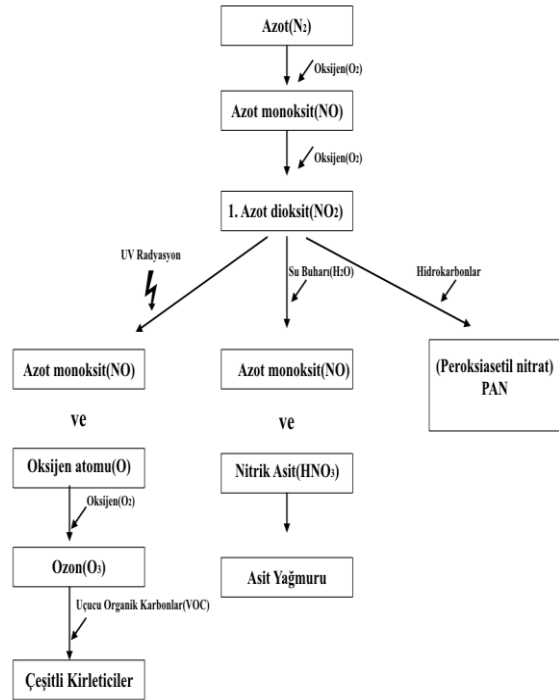 Azot(N₂)
Oksijen(O₂)
Azot monoksit(NO)
Oksijen(O₂)
1. Azot dioksit(NO₂)
UV Radyasyon
Su Buharı(H₂O)
Hidrokarbonlar
Azot monoksit(NO)
Azot monoksit(NO)
(Peroksiasetil nitrat)
PAN
ve
ve
Oksijen atomu(O)
Nitrik Asit(HNO₃)
Oksijen(O₂)
Ozon(O₃)
Asit Yağmuru
Uçucu Organik Karbonlar(VOC)
Çeşitli Kirleticiler